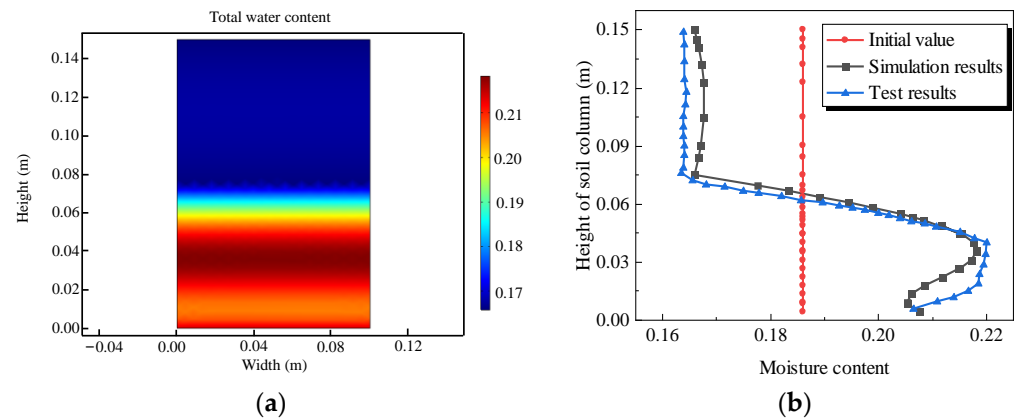 Total water content
Height (m)
0.14
0.12
0.10
0.08
0.06
0.04
0.02
0.00
−0.04
0.00
0.04
0.08
0.12
Width (m)
0.21
0.20
0.19
0.18
0.17
(a)
Height of soil column (m)
0.15
0.12
0.09
0.06
0.03
0.00
0.16
0.18
0.20
0.22
Moisture content
Initial value
Simulation results
Test results
(b)